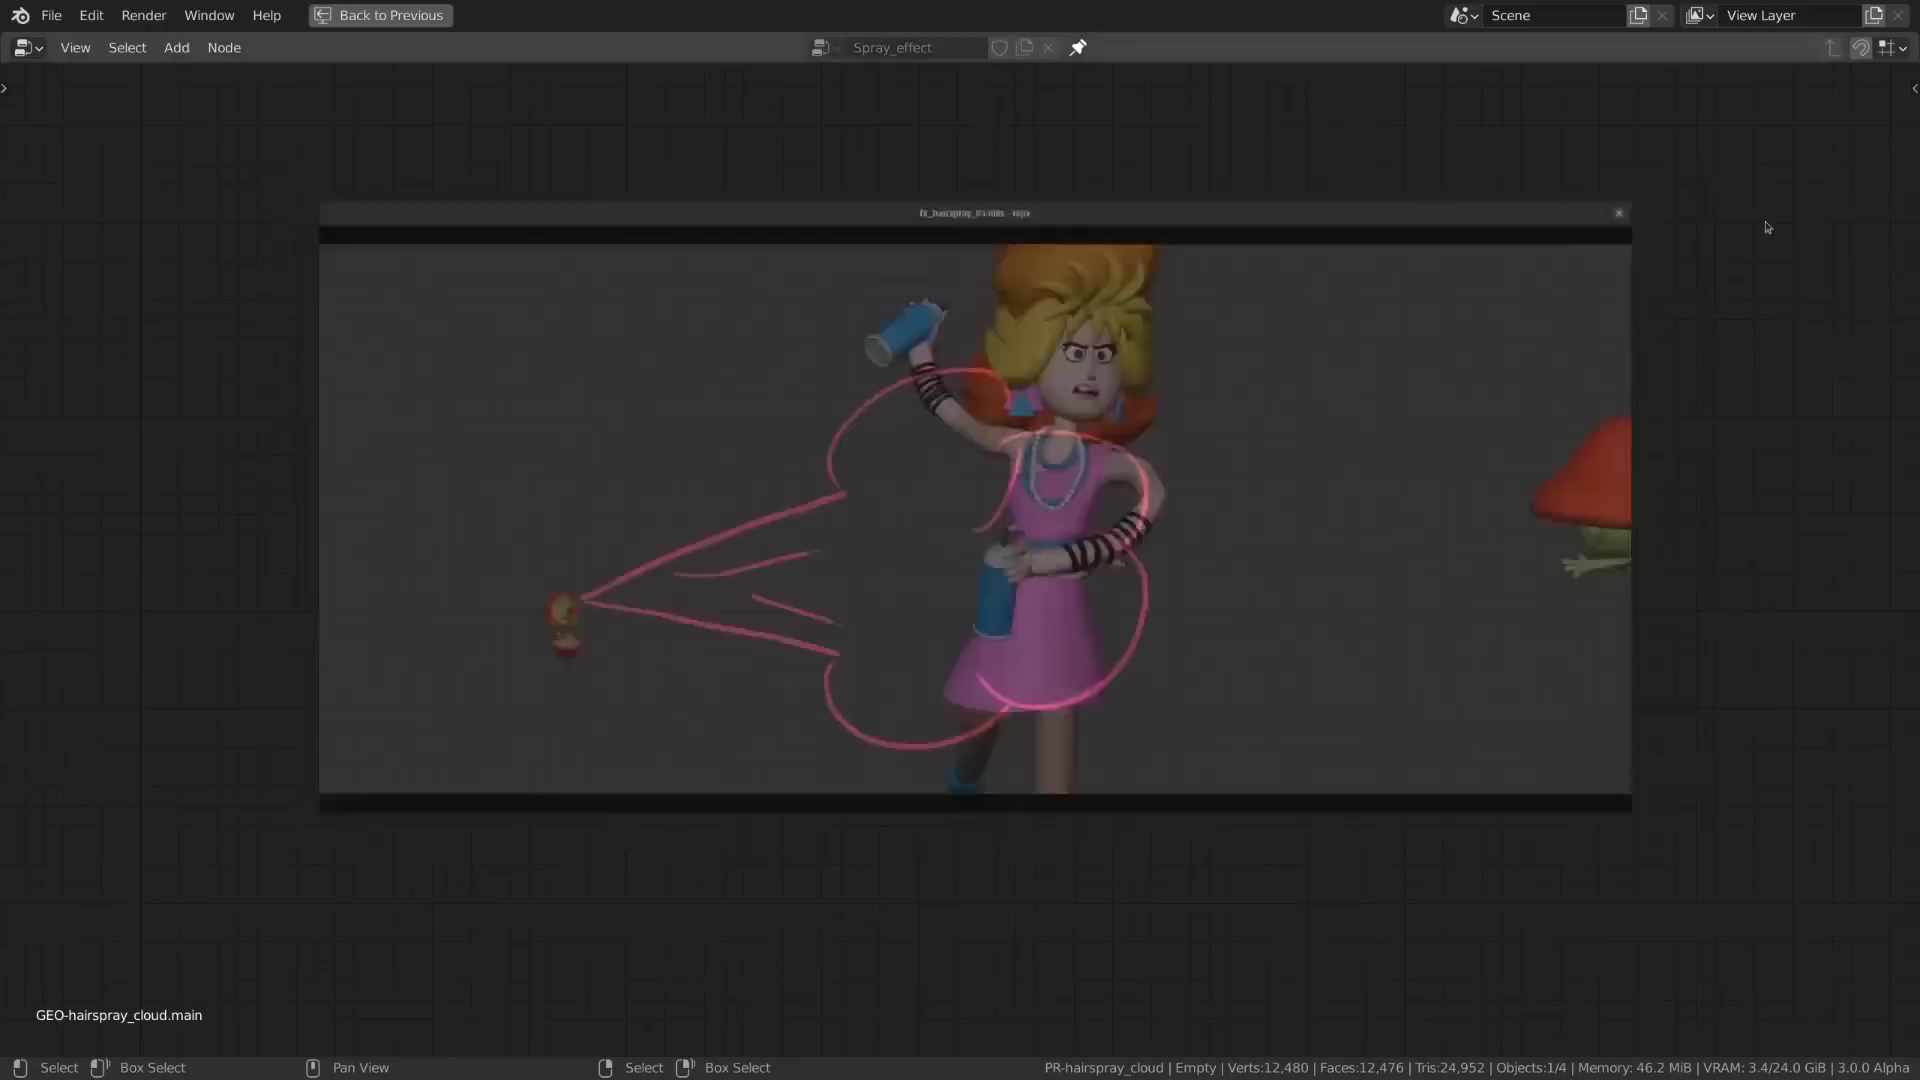 File Edit Render Window Help Back to Previous Scene View Layer
View Select Add Node Spray_effect
GEO-hairspray_cloud.main
Select Box Select Pan View Select Box Select PR-hairspray_cloud | Empty | Verts:12,480 | Faces:12,476 | Tris:24,952 | Objects:1/4 | Memory: 46.2 MiB | VRAM: 3.4/24.0 GiB | 3.0.0 Alpha